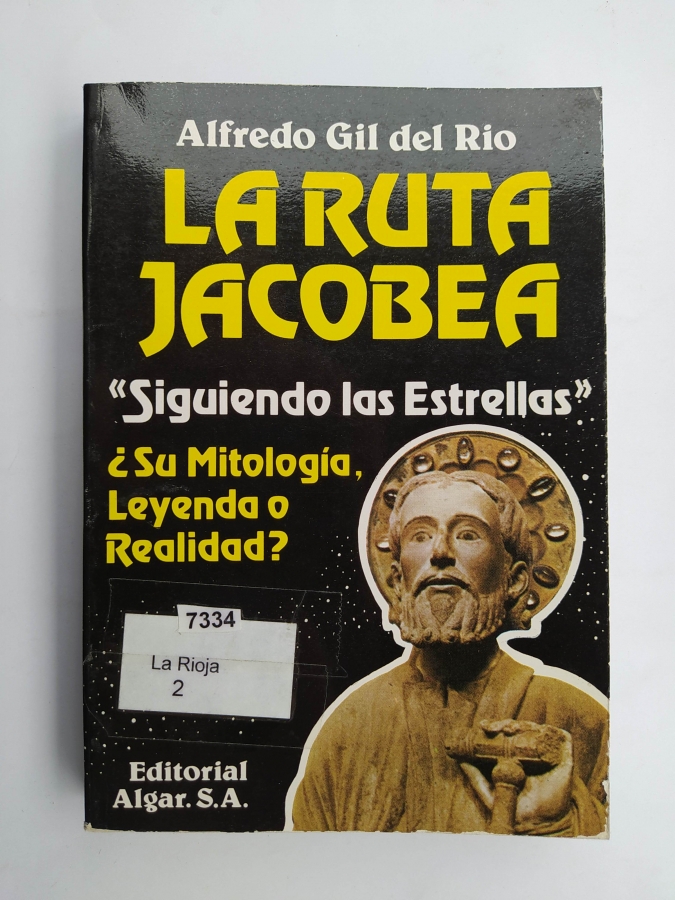 Alfredo Gil del Rio
LA RUTA
JACOBEA
«Siguiendo las Estrellas»
¿Su Mitología,
Leyenda o
Realidad?
7334
La Rioja
2
Editorial
Algar. S.A.